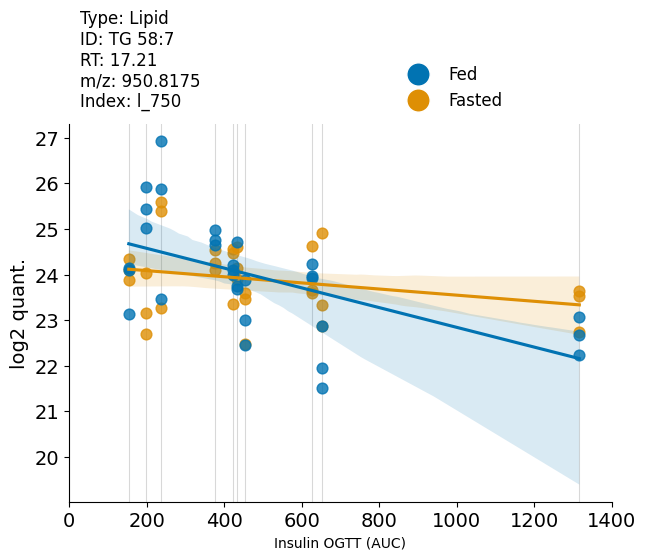 Type: Lipid
ID: TG 58:7
RT: 17.21
m/z: 950.8175
Index: l_750
Fed
Fasted
27
26
25
24
23
22
21
20
log2 quant.
0 200 400 600 800 1000 1200 1400
Insulin OGTT (AUC)